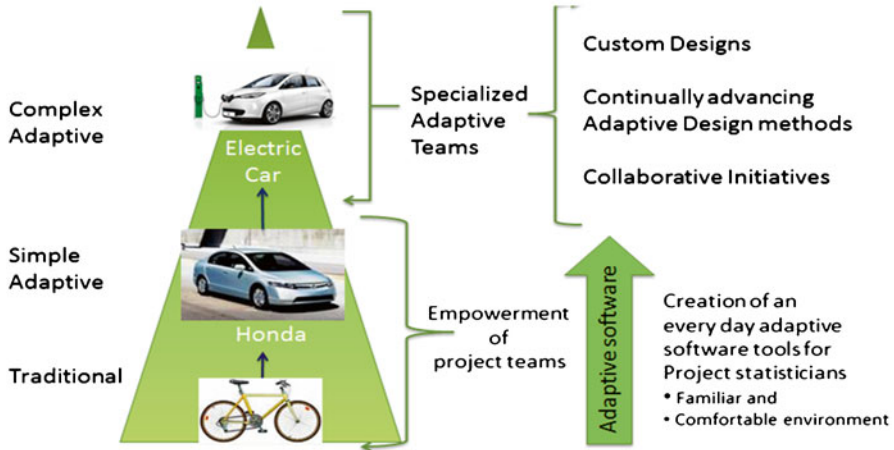 Complex
Adaptive
Simple
Adaptive
Traditional
Electric
Car
Honda
Specialized
Adaptive
Teams
Empowerment
of
project teams
Custom Designs
Continually advancing
Adaptive Design methods
Collaborative Initiatives
Adaptive software
Creation of an
every day adaptive
software tools for
Project statisticians
• Familiar and
• Comfortable environment